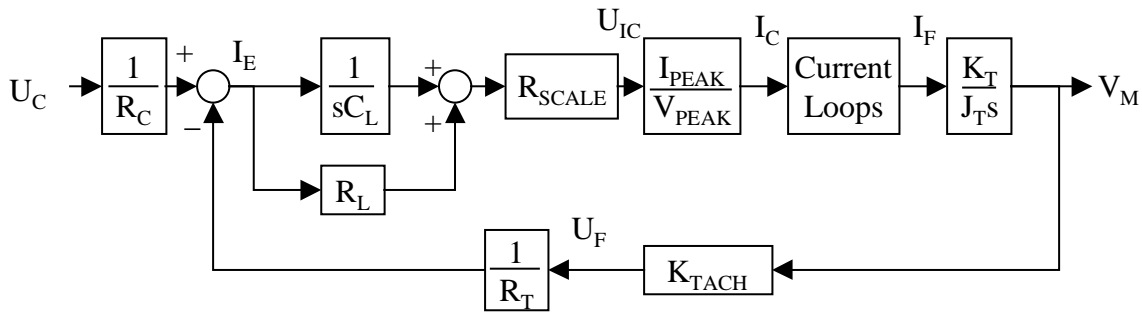 U_C
1
R_C
+
−
I_E
1
sC_L
R_L
+
+
R_SCALE
U_IC
I_PEAK
V_PEAK
I_C
Current
Loops
I_F
K_T
J_Ts
V_M
1
R_T
U_F
K_TACH